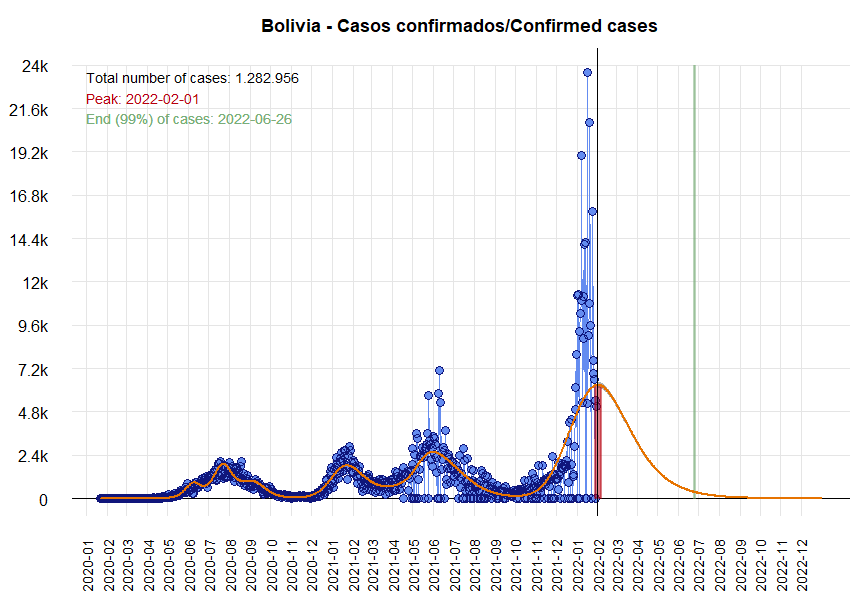 Bolivia - Casos confirmados/Confirmed cases
Total number of cases: 1.282.956
Peak: 2022-02-01
End (99%) of cases: 2022-06-26
24k
21.6k
19.2k
16.8k
14.4k
12k
9.6k
7.2k
4.8k
2.4k
0
2020-01
2020-02
2020-03
2020-04
2020-05
2020-06
2020-07
2020-08
2020-09
2020-10
2020-11
2020-12
2021-01
2021-02
2021-03
2021-04
2021-05
2021-06
2021-07
2021-08
2021-09
2021-10
2021-11
2021-12
2022-01
2022-02
2022-03
2022-04
2022-05
2022-06
2022-07
2022-08
2022-09
2022-10
2022-11
2022-12